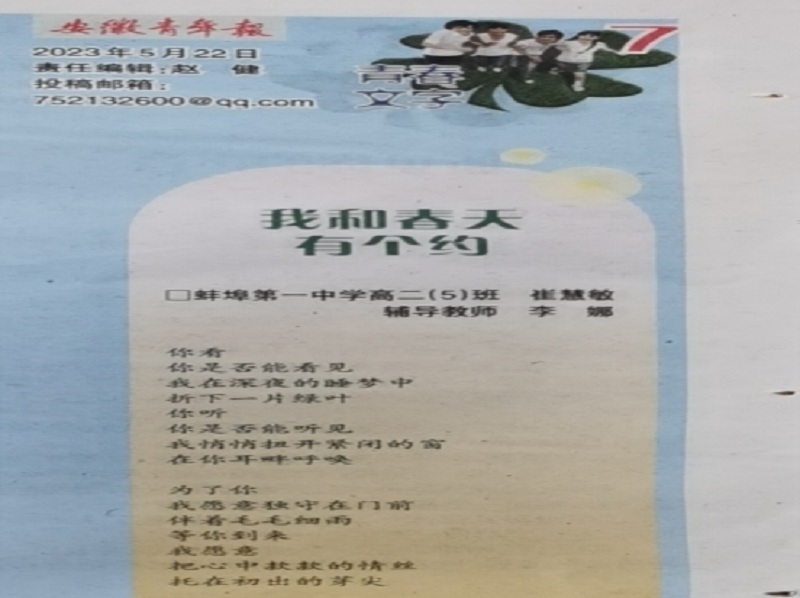 安徽青年报
2023年5月22日
责任编辑:赵 健
投稿邮箱:
752132600@qq.com
青春
文字
7
我和春天
有个约
□蚌埠第一中学高二(5)班 崔慧敏
辅导教师 李 娜
你看
你是否能看见
我在深夜的睡梦中
折下一片绿叶
你听
你是否能听见
我悄悄扭开紧闭的窗
在你耳畔呼唤
为了你
我愿意独守在门前
伴着毛毛细雨
等你到来
我愿意
把心中款款的情丝
托在初出的芽尖